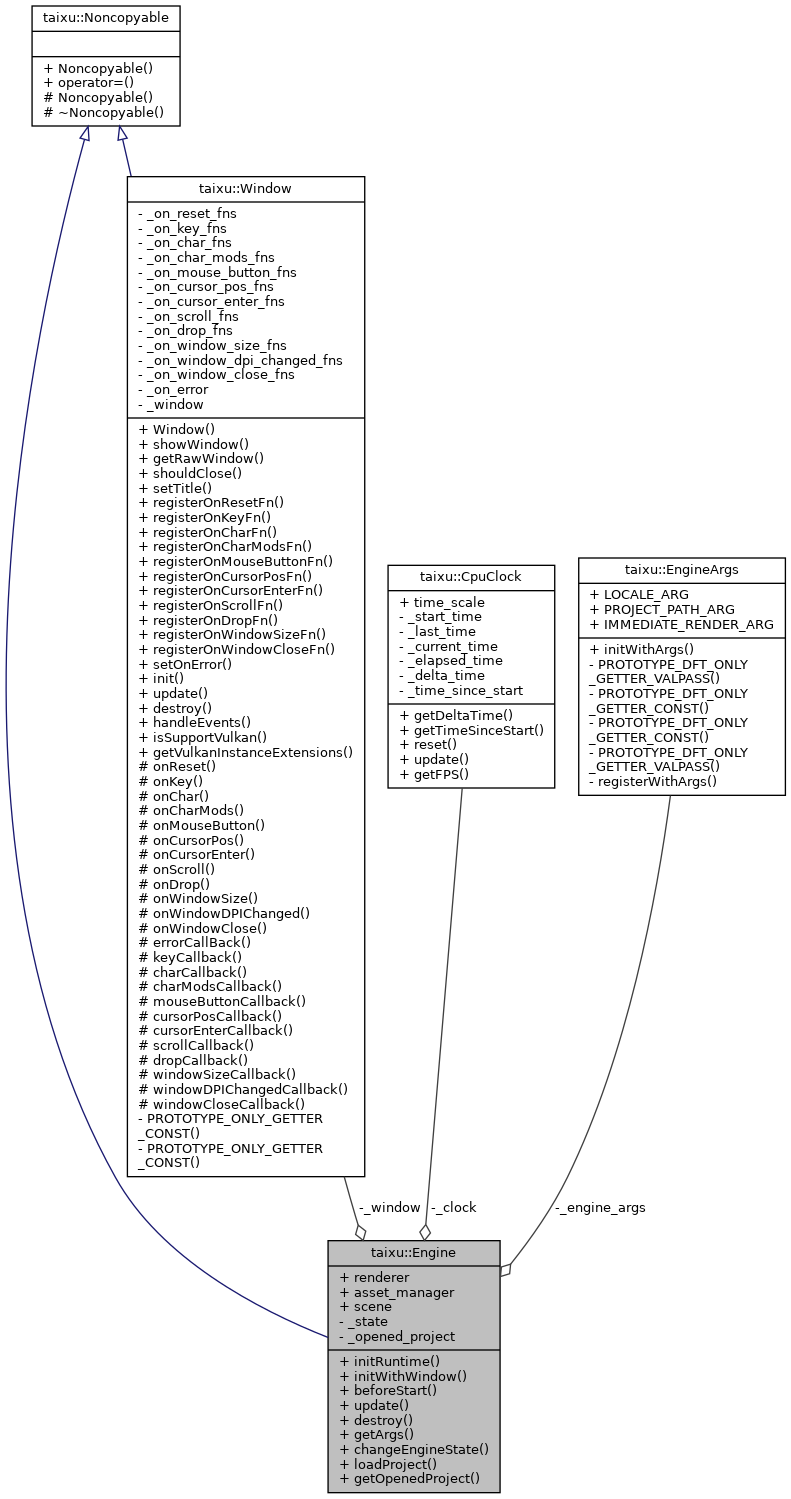 taixu::Noncopyable
+ Noncopyable()
+ operator=()
# Noncopyable()
# ~Noncopyable()
taixu::Window
- _on_reset_fns
- _on_key_fns
- _on_char_fns
- _on_char_mods_fns
- _on_mouse_button_fns
- _on_cursor_pos_fns
- _on_cursor_enter_fns
- _on_scroll_fns
- _on_drop_fns
- _on_window_size_fns
- _on_window_dpi_changed_fns
- _on_window_close_fns
- _on_error
- _window
+ Window()
+ showWindow()
+ getRawWindow()
+ shouldClose()
+ setTitle()
+ registerOnResetFn()
+ registerOnKeyFn()
+ registerOnCharFn()
+ registerOnCharModsFn()
+ registerOnMouseButtonFn()
+ registerOnCursorPosFn()
+ registerOnCursorEnterFn()
+ registerOnScrollFn()
+ registerOnDropFn()
+ registerOnWindowSizeFn()
+ registerOnWindowCloseFn()
+ setOnError()
+ init()
+ update()
+ destroy()
+ handleEvents()
+ isSupportVulkan()
+ getVulkanInstanceExtensions()
# onReset()
# onKey()
# onChar()
# onCharMods()
# onMouseButton()
# onCursorPos()
# onCursorEnter()
# onScroll()
# onDrop()
# onWindowSize()
# onWindowDPIChanged()
# onWindowClose()
# errorCallBack()
# keyCallback()
# charCallback()
# charModsCallback()
# mouseButtonCallback()
# cursorPosCallback()
# cursorEnterCallback()
# scrollCallback()
# dropCallback()
# windowSizeCallback()
# windowDPIChangedCallback()
# windowCloseCallback()
- PROTOTYPE_ONLY_GETTER
_CONST()
- PROTOTYPE_ONLY_GETTER
_CONST()
taixu::CpuClock
+ time_scale
- _start_time
- _last_time
- _current_time
- _elapsed_time
- _delta_time
- _time_since_start
+ getDeltaTime()
+ getTimeSinceStart()
+ reset()
+ update()
+ getFPS()
taixu::EngineArgs
+ LOCALE_ARG
+ PROJECT_PATH_ARG
+ IMMEDIATE_RENDER_ARG
+ initWithArgs()
- PROTOTYPE_DFT_ONLY
_GETTER_VALPASS()
- PROTOTYPE_DFT_ONLY
_GETTER_CONST()
- PROTOTYPE_DFT_ONLY
_GETTER_CONST()
- PROTOTYPE_DFT_ONLY
_GETTER_VALPASS()
- registerWithArgs()
-_window
-_clock
-_engine_args
taixu::Engine
+ renderer
+ asset_manager
+ scene
- _state
- _opened_project
+ initRuntime()
+ initWithWindow()
+ beforeStart()
+ update()
+ destroy()
+ getArgs()
+ changeEngineState()
+ loadProject()
+ getOpenedProject()